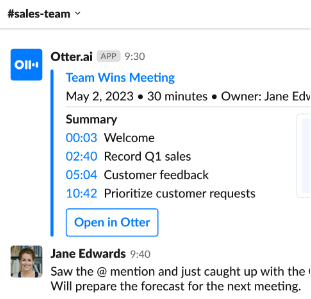 #sales-team
Otter.ai APP 9:30
Team Wins Meeting
May 2, 2023 • 30 minutes • Owner: Jane
Summary
00:03 Welcome
02:40 Record Q1 sales
05:04 Customer feedback
10:42 Prioritize customer requests
Open in Otter
Jane Edwards 9:40
Saw the @ mention and just caught up with the
Will prepare the forecast for the next meeting.